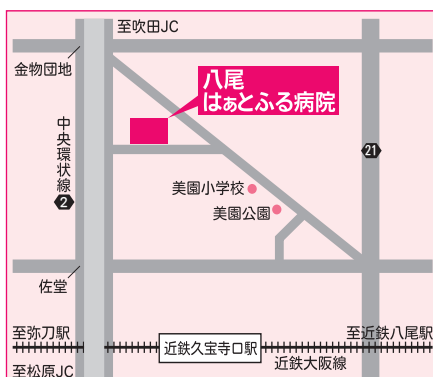 至吹田JC
金物団地
八尾
はぁとふる病院
中央環状線
2
21
美園小学校
美園公園
佐堂
至弥刀駅
近鉄久宝寺口駅
至近鉄八尾駅
近鉄大阪線
至松原JC